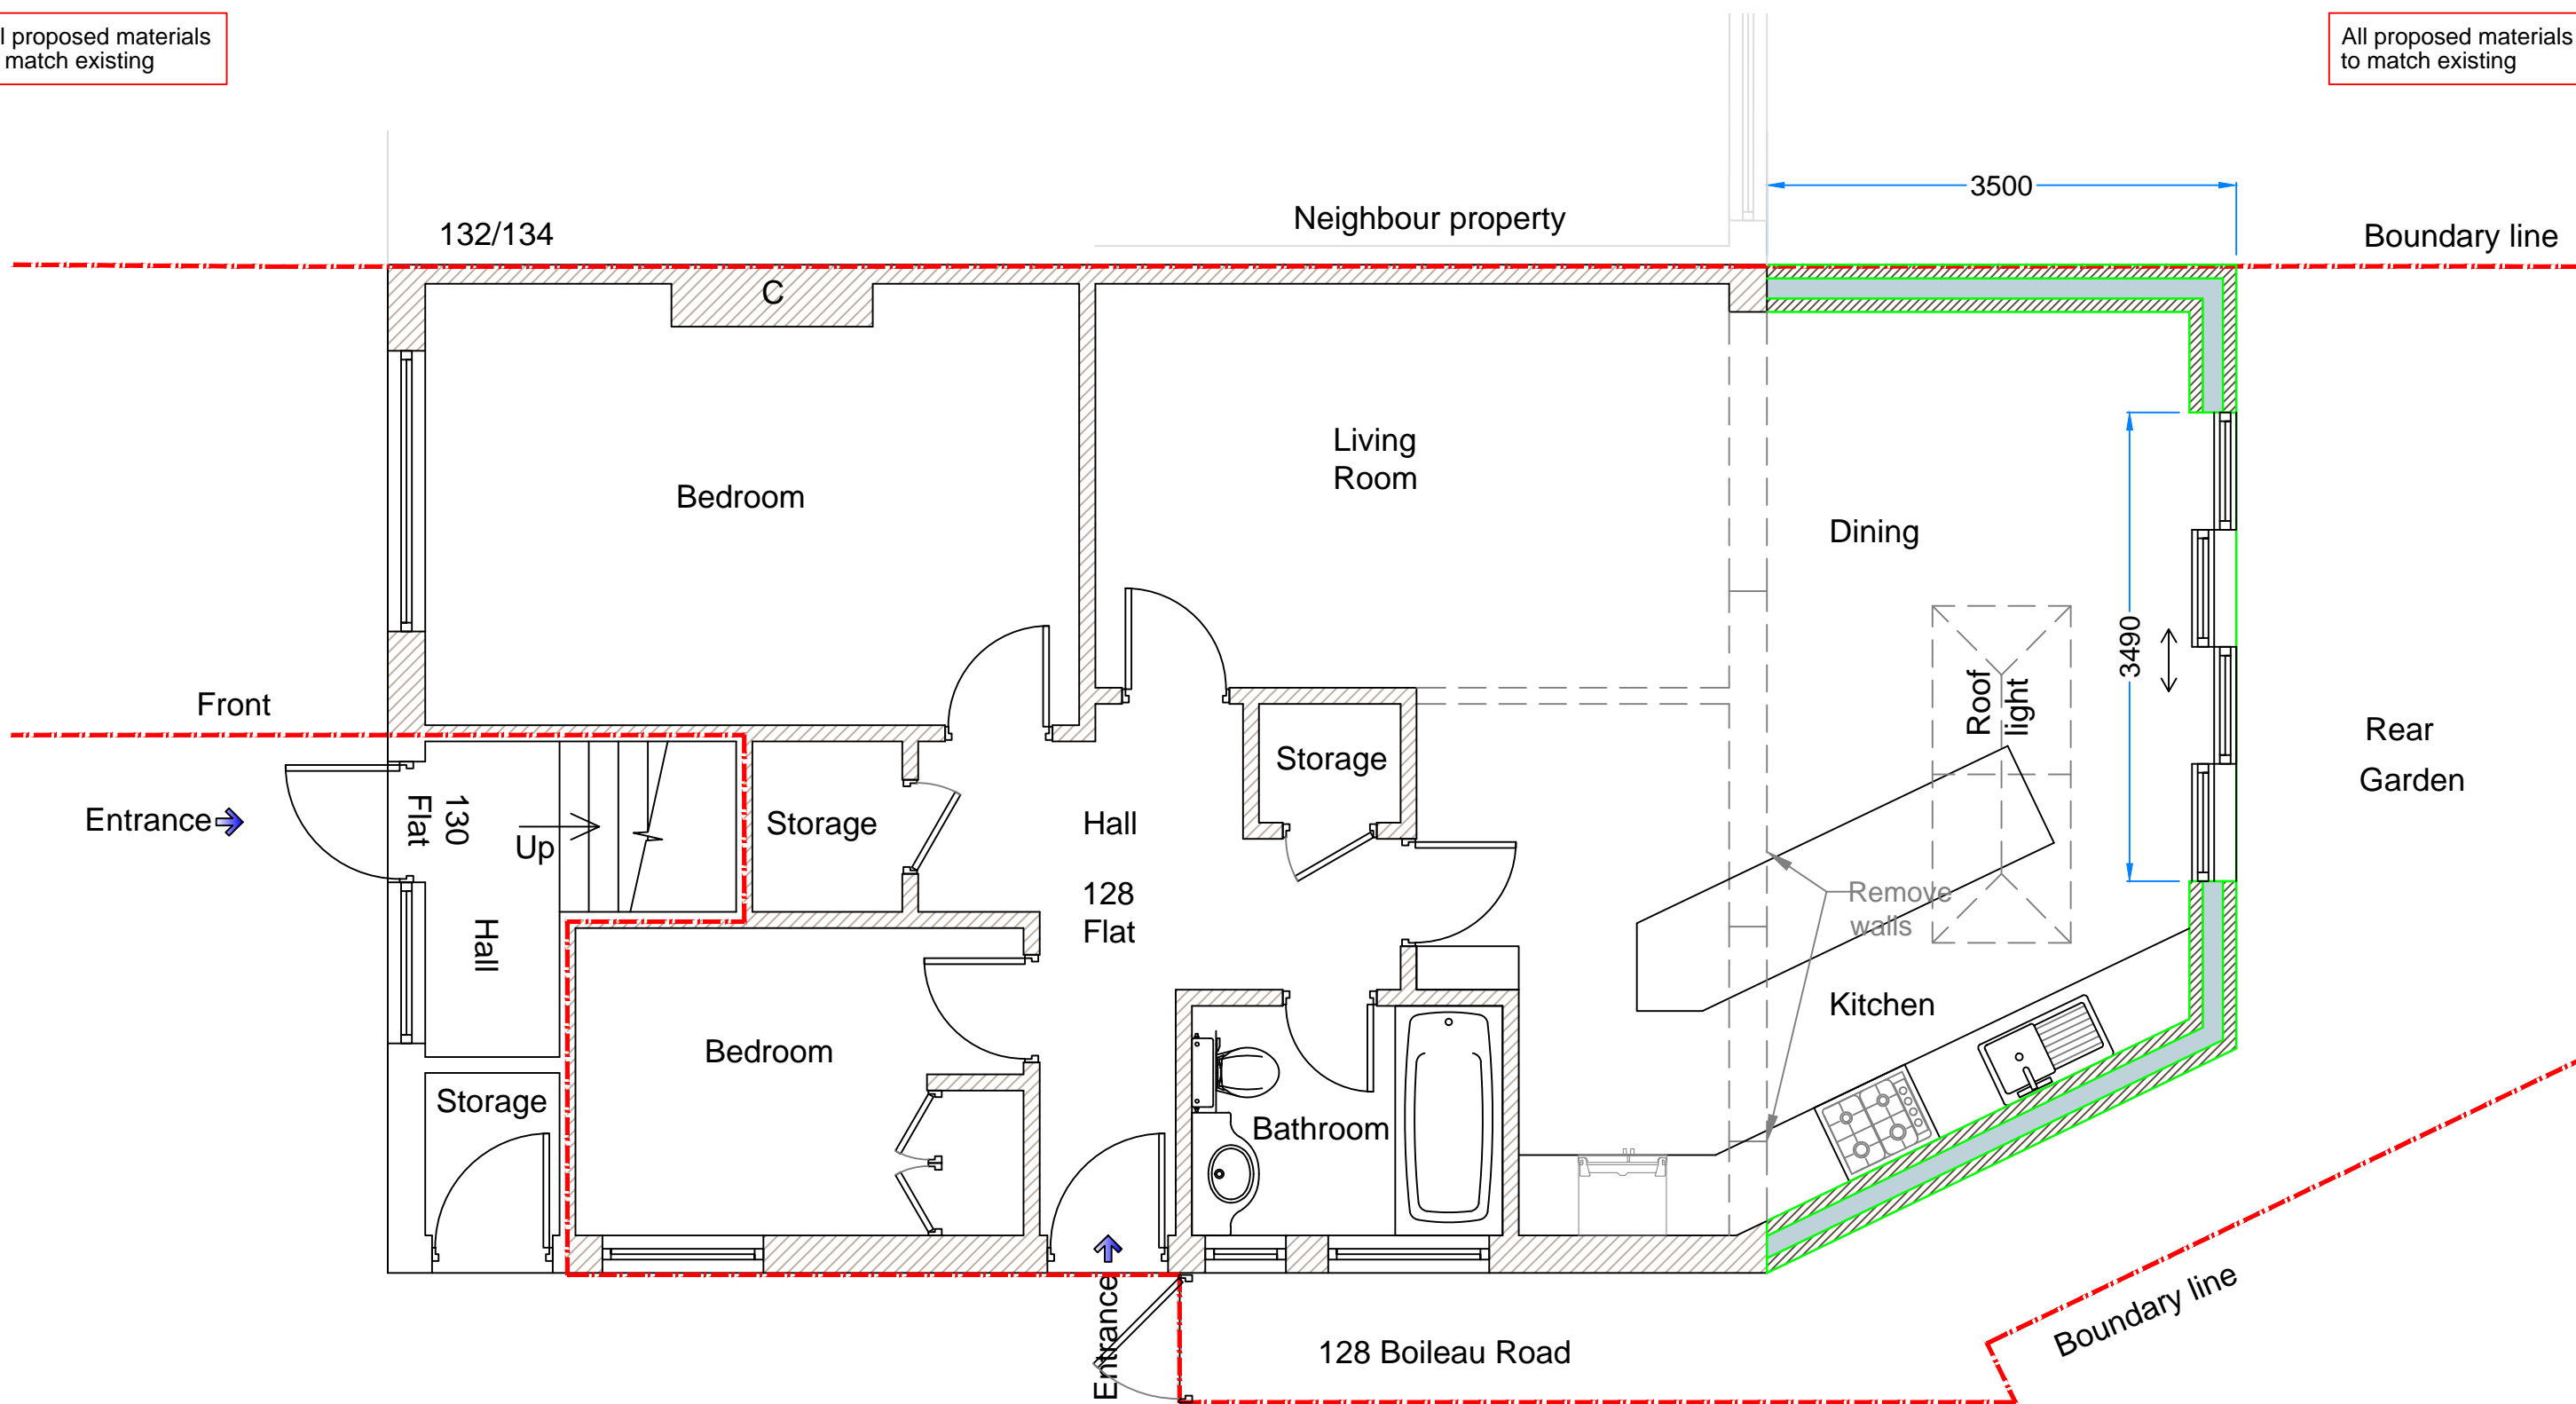 l proposed materials
match existing
All proposed materials
to match existing
3500
132/134
Neighbour property
Boundary line
C
Living
Room
Bedroom
Dining
Front
Roof
light
3490
Rear
Garden
Entrance
130
Flat
Up
Storage
Hall
Storage
128
Flat
Remove
walls
Hall
Kitchen
Bedroom
Storage
Bathroom
Entrance
128 Boileau Road
Boundary line